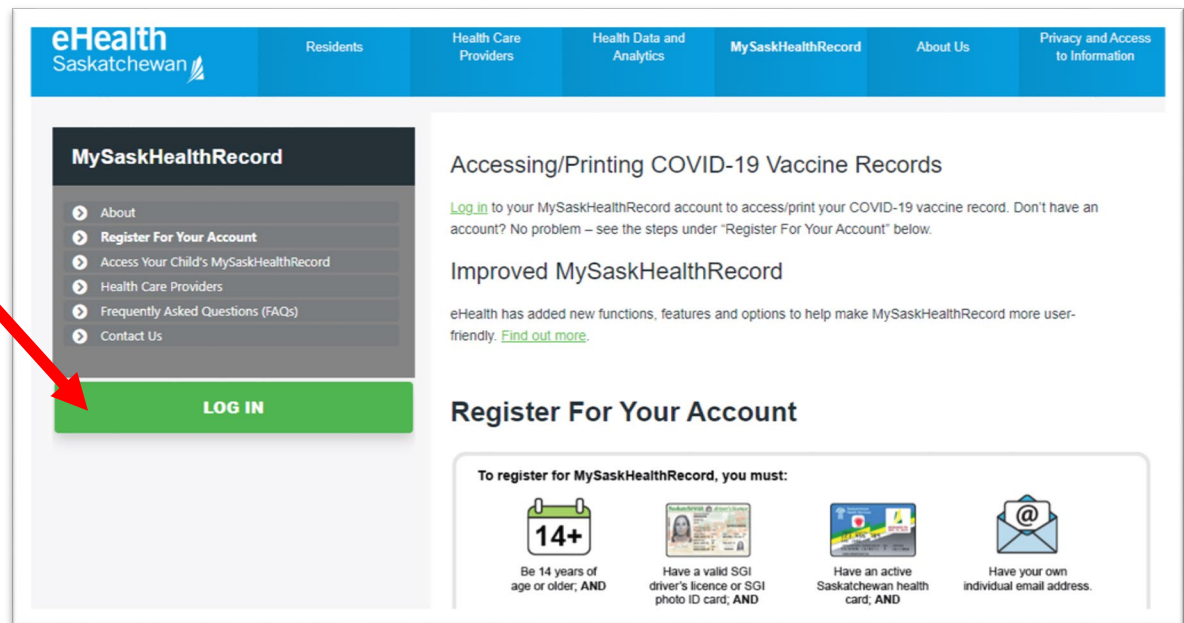 eHealth
Saskatchewan
Residents
Health Care
Providers
Health Data and
Analytics
MySaskHealthRecord
About Us
Privacy and Access
to Information
MySaskHealthRecord
About
Register For Your Account
Access Your Child's MySaskHealthRecord
Health Care Providers
Frequently Asked Questions (FAQs)
Contact Us
LOG IN
Accessing/Printing COVID-19 Vaccine Records
Log in to your MySaskHealthRecord account to access/print your COVID-19 vaccine record. Don't have an
account? No problem – see the steps under "Register For Your Account" below.
Improved MySaskHealthRecord
eHealth has added new functions, features and options to help make MySaskHealthRecord more user-
friendly. Find out more.
Register For Your Account
To register for MySaskHealthRecord, you must:
14+
@
Be 14 years of
age or older; AND
Have a valid SGI
driver's licence or SGI
photo ID card; AND
Have an active
Saskatchewan health
card; AND
Have your own
individual email address.